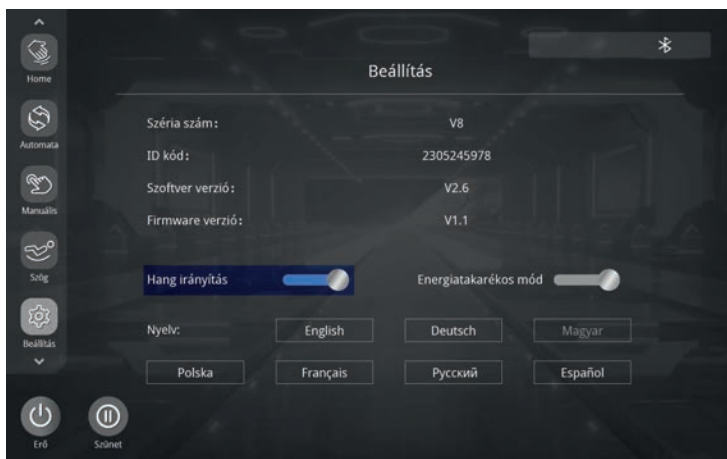 Beállítás
Home
Automata
Manuális
Szög
Beállítás
Erő
Szünet
Széria szám: V8
ID kód: 2305245978
Szoftver verzió: V2.6
Firmware verzió: V1.1
Hang irányítás Energiatakarékos mód
Nyelv: English Deutsch Magyar
Polska Français Русский Español